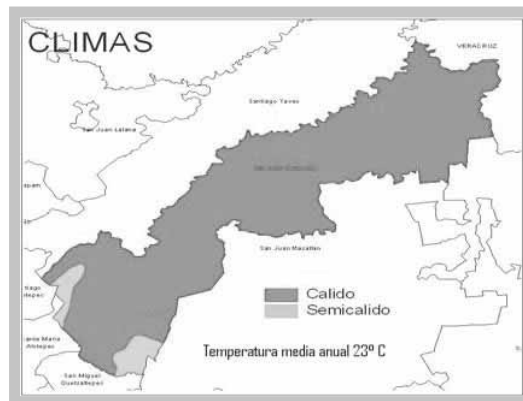 CLIMAS
VERACRUZ
Santiago Yaveo
San Juan Lalana
San Juan Mazatlan
Calido
Semicalido
Temperatura media anual 23º C
San Miguel
Quetzaltepec